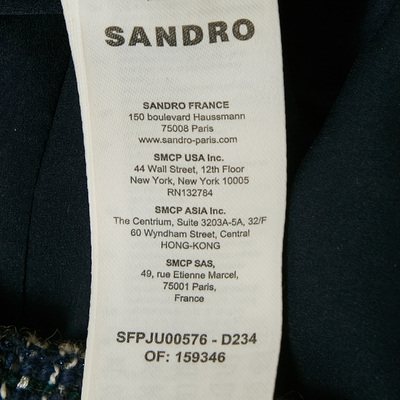 SANDRO
SANDRO FRANCE
150 boulevard Haussmann
75008 Paris
www.sandro-paris.com
SMCP USA Inc.
44 Wall Street, 12th Floor
New York, New York 10005
RN132784
SMCP ASIA Inc.
The Centrium, Suite 3203A-5A, 32/F
60 Wyndham Street, Central
HONG-KONG
SMCP SAS,
49, rue Etienne Marcel,
75001 Paris,
France
SFPJU00576 - D234
OF: 159346